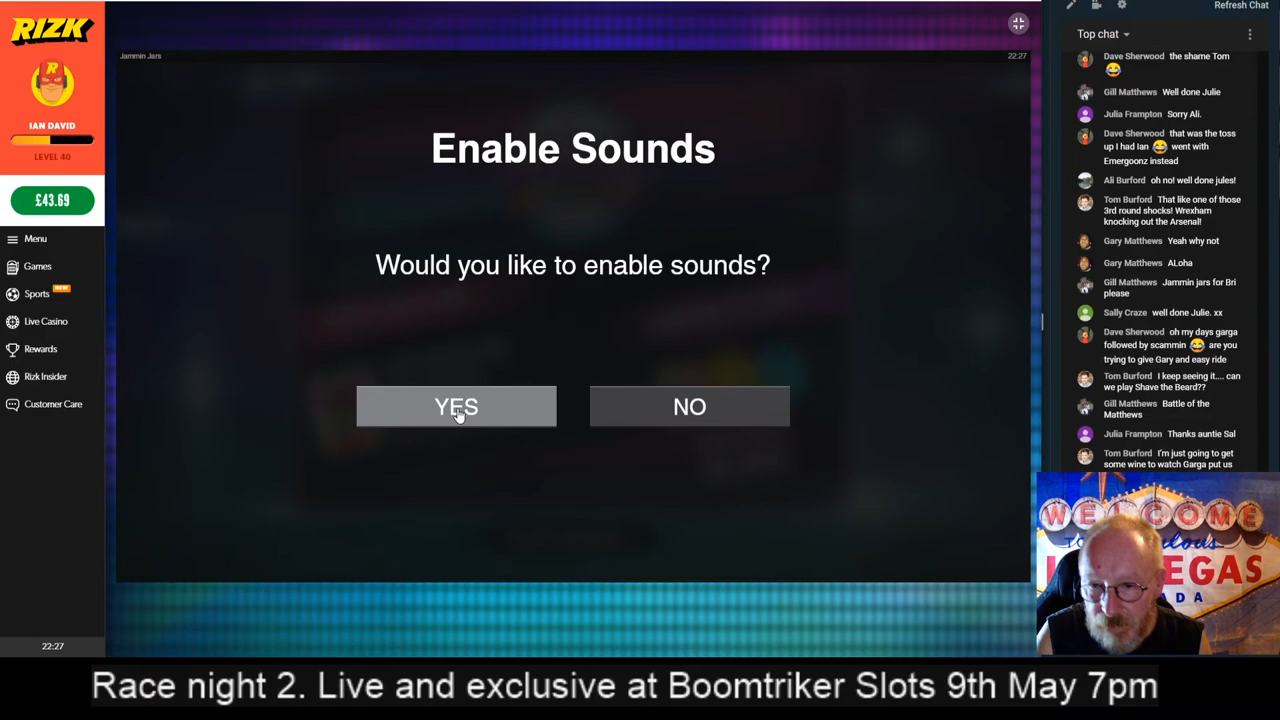 RIZK
R
IAN DAVID
LEVEL 40
£43.69
Menu
Games
Sports NEW
Live Casino
Rewards
Rizk Insider
Customer Care
22:27
Jammin Jars
22:27
Enable Sounds
Would you like to enable sounds?
YES
NO
Refresh Chat
Top chat
Dave Sherwood the shame Tom
Gill Matthews Well done Julie
Julia Frampton Sorry Ali.
Dave Sherwood that was the toss
up I had Ian 😂 went with
Emergoonz instead
Ali Burford oh no! well done jules!
Tom Burford That like one of those
3rd round shocks! Wrexham
knocking out the Arsenal!
Gary Matthews Yeah why not
Gary Matthews ALoha
Gill Matthews Jammin jars for Bri
please
Sally Craze well done Julie. xx
Dave Sherwood oh my days garga
followed by scammin 😂 are you
trying to give Gary and easy ride
Tom Burford I keep seeing it.... can
we play Shave the Beard??
Gill Matthews Battle of the
Matthews
Julia Frampton Thanks auntie Sal
Tom Burford I'm just going to get
some wine to watch Garga put us
WELCOME
VEGAS
ADA
Race night 2. Live and exclusive at Boomtriker Slots 9th May 7pm